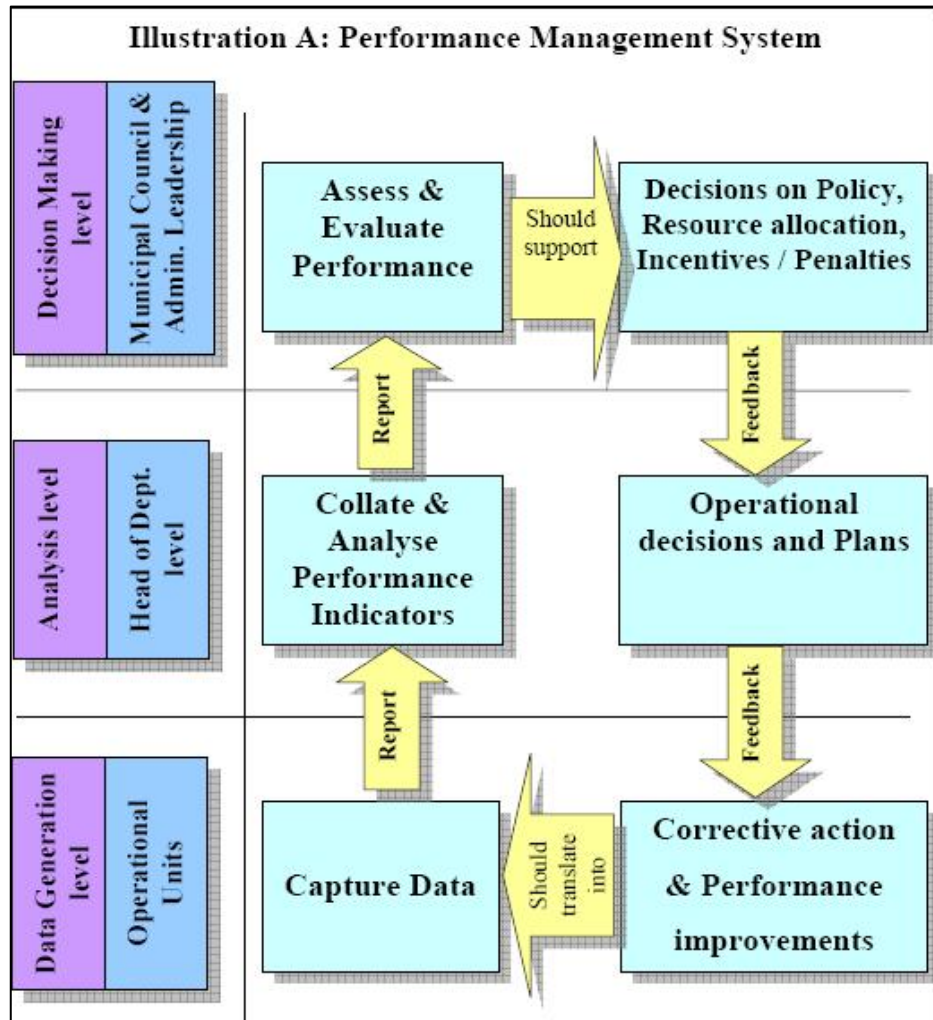 Illustration A: Performance Management System
Decision Making
level
Municipal Council &
Admin. Leadership
Assess &
Evaluate
Performance
Should
support
Decisions on Policy,
Resource allocation,
Incentives / Penalties
Report
Feedback
Analysis level
Head of Dept.
level
Collate &
Analyse
Performance
Indicators
Operational
decisions and Plans
Report
Feedback
Data Generation
level
Operational
Units
Capture Data
Should
translate
into
Corrective action
& Performance
improvements